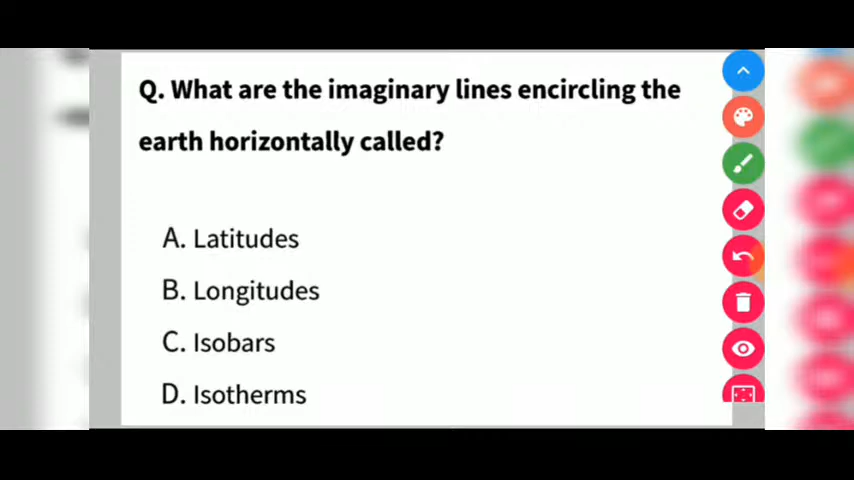 Q. What are the imaginary lines encircling the
earth horizontally called?
A. Latitudes
B. Longitudes
C. Isobars
D. Isotherms